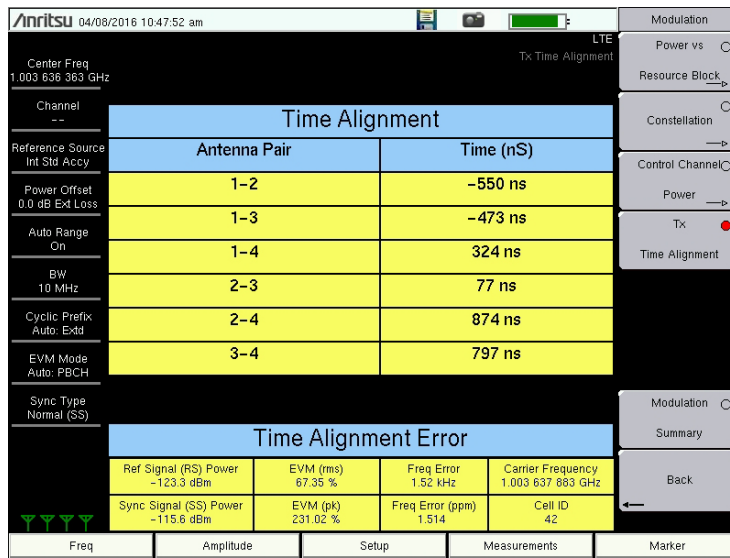 Anritsu 04/08/2016 10:47:52 am
LTE
Tx Time Alignment
Center Freq
1.003 636 363 GHz
Channel
--
Reference Source
Int Std Accy
Power Offset
0.0 dB Ext Loss
Auto Range
On
BW
10 MHz
Cyclic Prefix
Auto: Extd
EVM Mode
Auto: PBCH
Sync Type
Normal (SS)
Time Alignment
Antenna Pair Time (nS)
1-2 -550 ns
1-3 -473 ns
1-4 324 ns
2-3 77 ns
2-4 874 ns
3-4 797 ns
Time Alignment Error
Ref Signal (RS) Power EVM (rms) Freq Error Carrier Frequency
-123.3 dBm 67.35 % 1.52 kHz 1.003 637 883 GHz
Sync Signal (SS) Power EVM (pk) Freq Error (ppm) Cell ID
-115.6 dBm 231.02 % 1.514 42
Modulation
Power vs
Resource Block
Constellation
Control Channel
Power
Tx
Time Alignment
Modulation
Summary
Back
Freq Amplitude Setup Measurements Marker